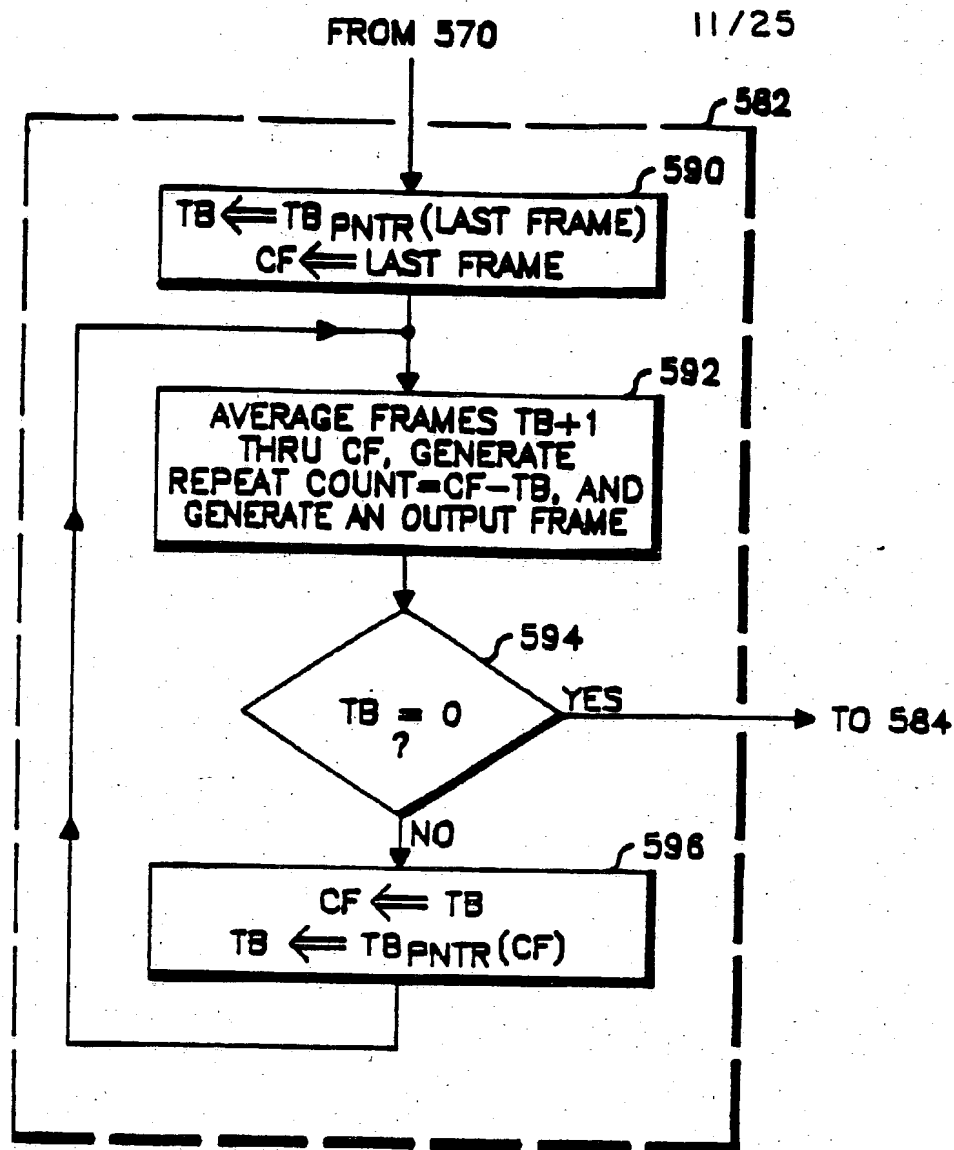 FROM 570
11/25
582
590
TB ⇐ TB PNTR (LAST FRAME)
CF ⇐ LAST FRAME
592
AVERAGE FRAMES TB+1
THRU CF, GENERATE
REPEAT COUNT=CF-TB, AND
GENERATE AN OUTPUT FRAME
594
TB = 0
?
YES
TO 584
NO
596
CF ⇐ TB
TB ⇐ TB PNTR (CF)